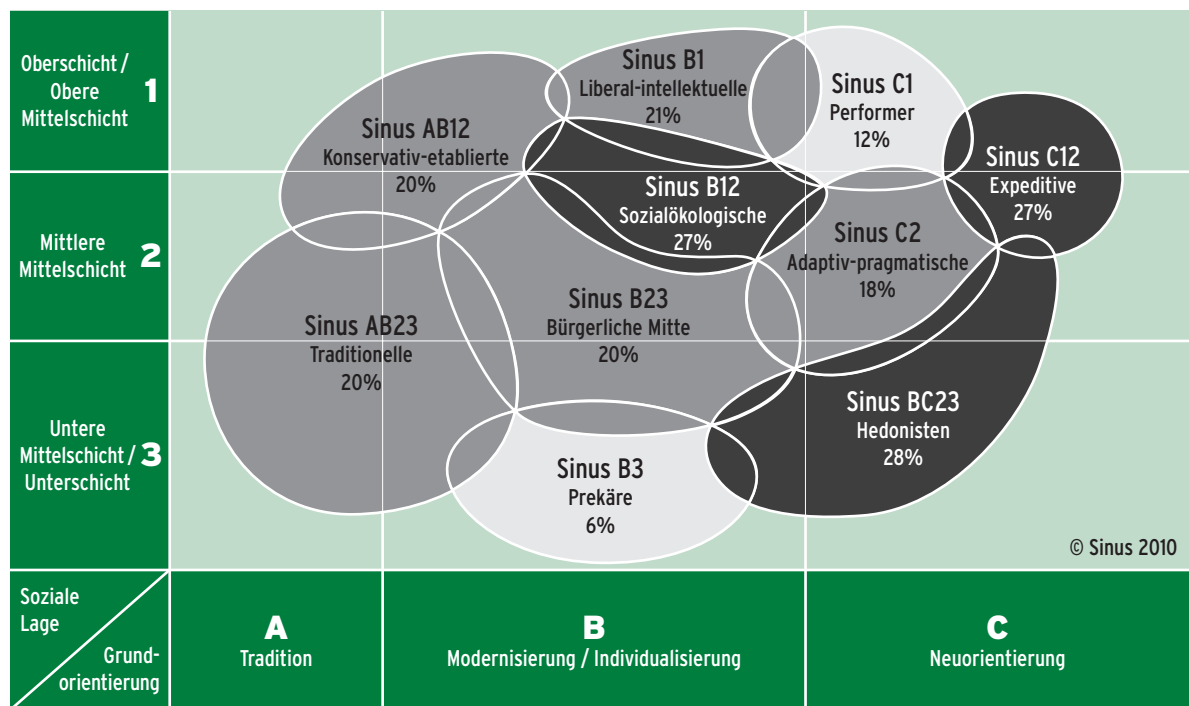 Oberschicht /
Obere
Mittelschicht
1
Mittlere
Mittelschicht
2
Untere
Mittelschicht /
Unterschicht
3
Sinus AB12
Konservativ-etablierte
20%
Sinus B1
Liberal-intellektuelle
21%
Sinus C1
Performer
12%
Sinus C12
Expeditive
27%
Sinus B12
Sozialökologische
27%
Sinus C2
Adaptiv-pragmatische
18%
Sinus AB23
Traditionelle
20%
Sinus B23
Bürgerliche Mitte
20%
Sinus BC23
Hedonisten
28%
Sinus B3
Prekäre
6%
© Sinus 2010
Soziale
Lage
Grund-
orientierung
A
Tradition
B
Modernisierung / Individualisierung
C
Neuorientierung